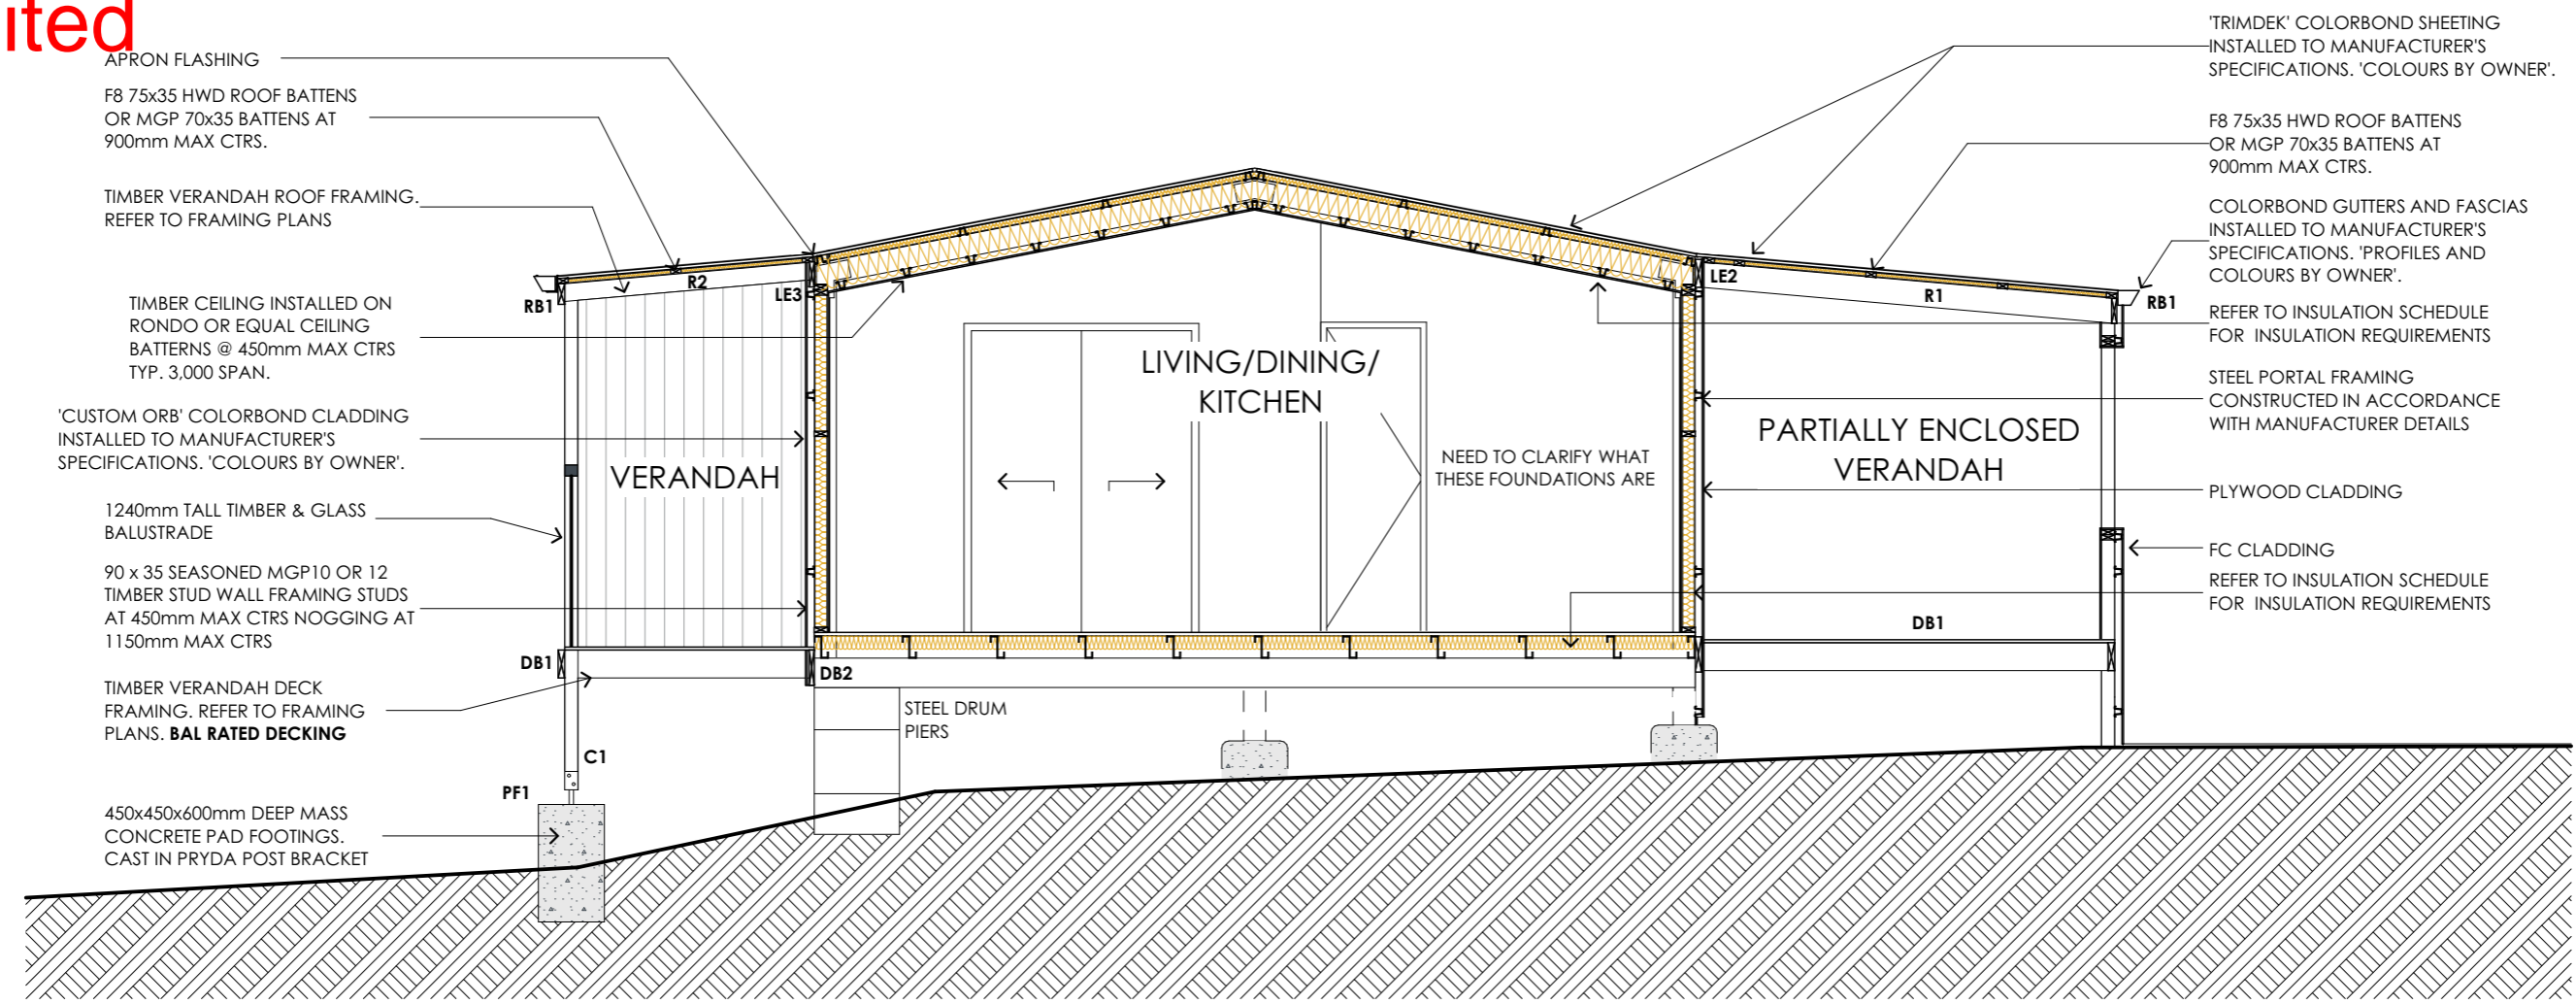 ited
APRON FLASHING
F8 75x35 HWD ROOF BATTENS
OR MGP 70x35 BATTENS AT
900mm MAX CTRS.
TIMBER VERANDAH ROOF FRAMING.
REFER TO FRAMING PLANS
TIMBER CEILING INSTALLED ON
RONDO OR EQUAL CEILING
BATTERNS @ 450mm MAX CTRS
TYP. 3,000 SPAN.
'CUSTOM ORB' COLORBOND CLADDING
INSTALLED TO MANUFACTURER'S
SPECIFICATIONS. 'COLOURS BY OWNER'.
1240mm TALL TIMBER & GLASS
BALUSTRADE
90 x 35 SEASONED MGP10 OR 12
TIMBER STUD WALL FRAMING STUDS
AT 450mm MAX CTRS NOGGING AT
1150mm MAX CTRS
TIMBER VERANDAH DECK
FRAMING. REFER TO FRAMING
PLANS. BAL RATED DECKING
450x450x600mm DEEP MASS
CONCRETE PAD FOOTINGS.
CAST IN PRYDA POST BRACKET
RB1
R2
LE3
VERANDAH
DB1
DB2
C1
PF1
STEEL DRUM
PIERS
LIVING/DINING/
KITCHEN
NEED TO CLARIFY WHAT
THESE FOUNDATIONS ARE
LE2
R1
RB1
PARTIALLY ENCLOSED
VERANDAH
DB1
'TRIMDEK' COLORBOND SHEETING
INSTALLED TO MANUFACTURER'S
SPECIFICATIONS. 'COLOURS BY OWNER'.
F8 75x35 HWD ROOF BATTENS
OR MGP 70x35 BATTENS AT
900mm MAX CTRS.
COLORBOND GUTTERS AND FASCIAS
INSTALLED TO MANUFACTURER'S
SPECIFICATIONS. 'PROFILES AND
COLOURS BY OWNER'.
REFER TO INSULATION SCHEDULE
FOR INSULATION REQUIREMENTS
STEEL PORTAL FRAMING
CONSTRUCTED IN ACCORDANCE
WITH MANUFACTURER DETAILS
PLYWOOD CLADDING
FC CLADDING
REFER TO INSULATION SCHEDULE
FOR INSULATION REQUIREMENTS